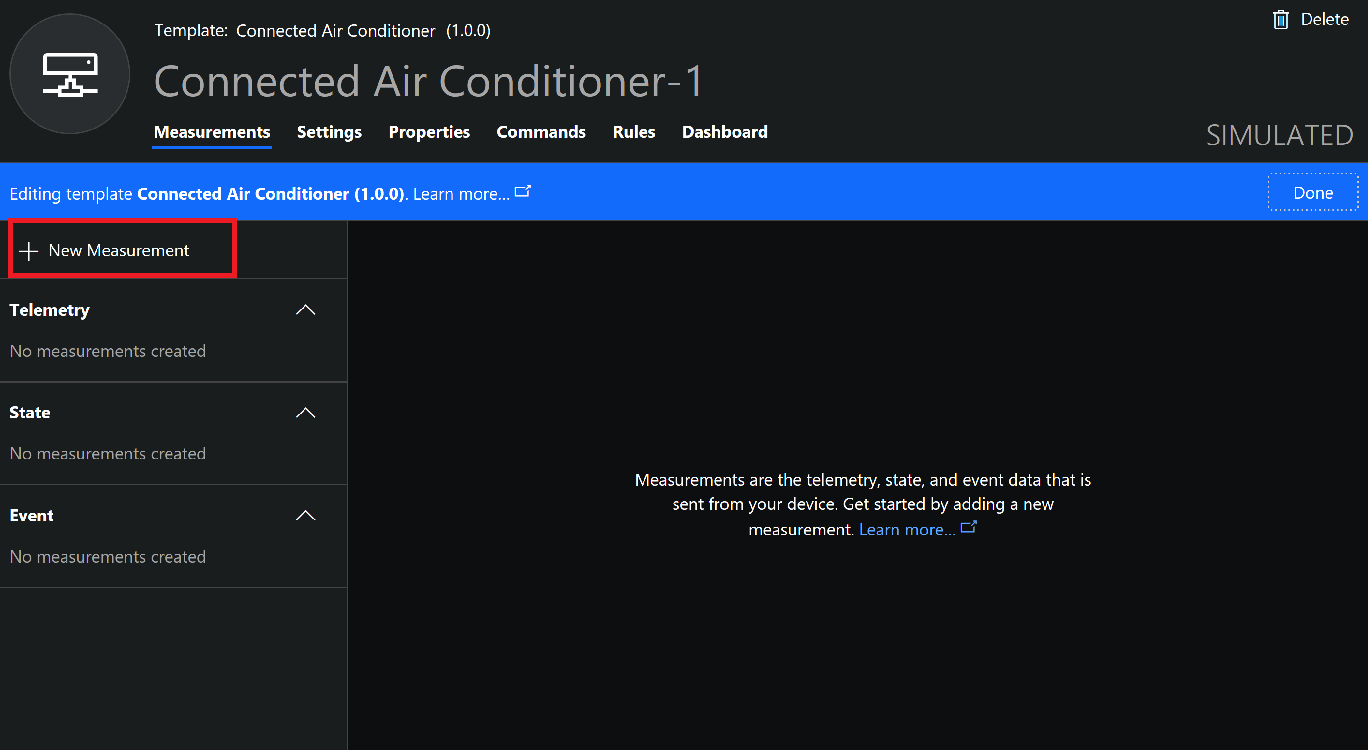 Template: Connected Air Conditioner (1.0.0)
Delete
Connected Air Conditioner-1
Measurements Settings Properties Commands Rules Dashboard
SIMULATED
Editing template Connected Air Conditioner (1.0.0). Learn more...
Done
New Measurement
Telemetry
No measurements created
State
No measurements created
Event
No measurements created
Measurements are the telemetry, state, and event data that is
sent from your device. Get started by adding a new
measurement. Learn more...